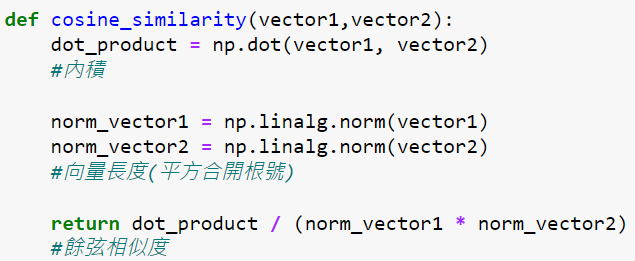 def cosine_similarity(vector1,vector2):
    dot_product = np.dot(vector1, vector2)
    #內積
    norm_vector1 = np.linalg.norm(vector1)
    norm_vector2 = np.linalg.norm(vector2)
    #向量長度(平方合開根號)
    return dot_product / (norm_vector1 * norm_vector2)
    #餘弦相似度